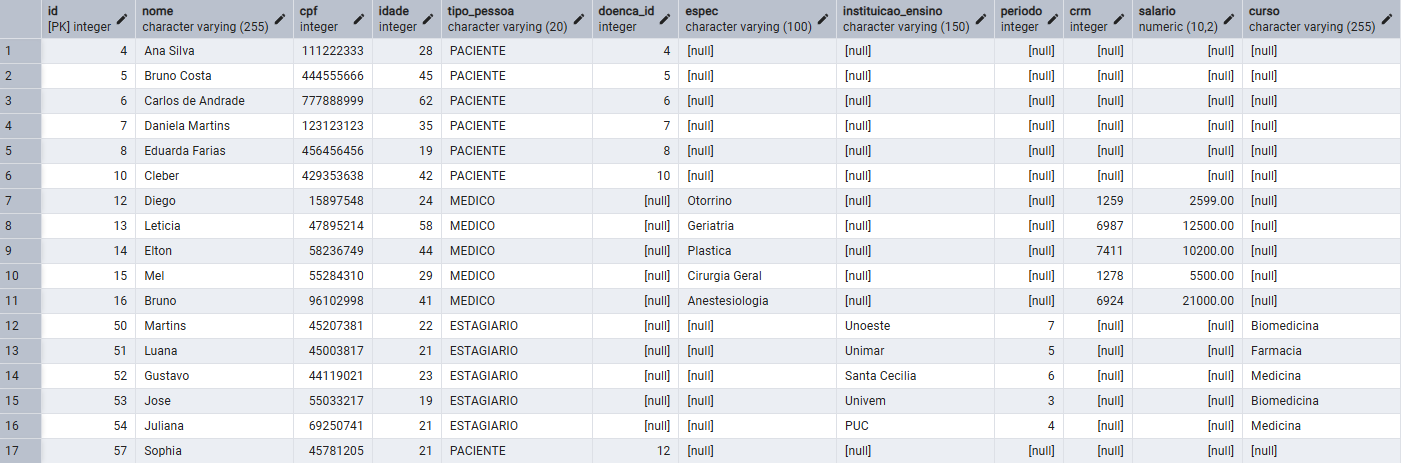 id nome cpf idade tipo_pessoa doenca_id espec instituicao_ensino periodo crm salario curso
[PK] integer character varying (255) integer integer character varying (20) integer character varying (100) character varying (150) integer integer numeric (10,2) character varying (255)
1 4 Ana Silva 111222333 28 PACIENTE 4 [null] [null] [null] [null] [null] [null]
2 5 Bruno Costa 444555666 45 PACIENTE 5 [null] [null] [null] [null] [null] [null]
3 6 Carlos de Andrade 777888999 62 PACIENTE 6 [null] [null] [null] [null] [null] [null]
4 7 Daniela Martins 123123123 35 PACIENTE 7 [null] [null] [null] [null] [null] [null]
5 8 Eduarda Farias 456456456 19 PACIENTE 8 [null] [null] [null] [null] [null] [null]
6 10 Cleber 429353638 42 PACIENTE 10 [null] [null] [null] [null] [null] [null]
7 12 Diego 15897548 24 MEDICO [null] Otorrino [null] [null] 1259 2599.00 [null]
8 13 Leticia 47895214 58 MEDICO [null] Geriatria [null] [null] 6987 12500.00 [null]
9 14 Elton 58236749 44 MEDICO [null] Plastica [null] [null] 7411 10200.00 [null]
10 15 Mel 55284310 29 MEDICO [null] Cirurgia Geral [null] [null] 1278 5500.00 [null]
11 16 Bruno 96102998 41 MEDICO [null] Anestesiologia [null] [null] 6924 21000.00 [null]
12 50 Martins 45207381 22 ESTAGIARIO [null] [null] Unoeste 7 [null] [null] Biomedicina
13 51 Luana 45003817 21 ESTAGIARIO [null] [null] Unimar 5 [null] [null] Farmacia
14 52 Gustavo 44119021 23 ESTAGIARIO [null] [null] Santa Cecilia 6 [null] [null] Medicina
15 53 Jose 55033217 19 ESTAGIARIO [null] [null] Univem 3 [null] [null] Biomedicina
16 54 Juliana 69250741 21 ESTAGIARIO [null] [null] PUC 4 [null] [null] Medicina
17 57 Sophia 45781205 21 PACIENTE 12 [null] [null] [null] [null] [null] [null]